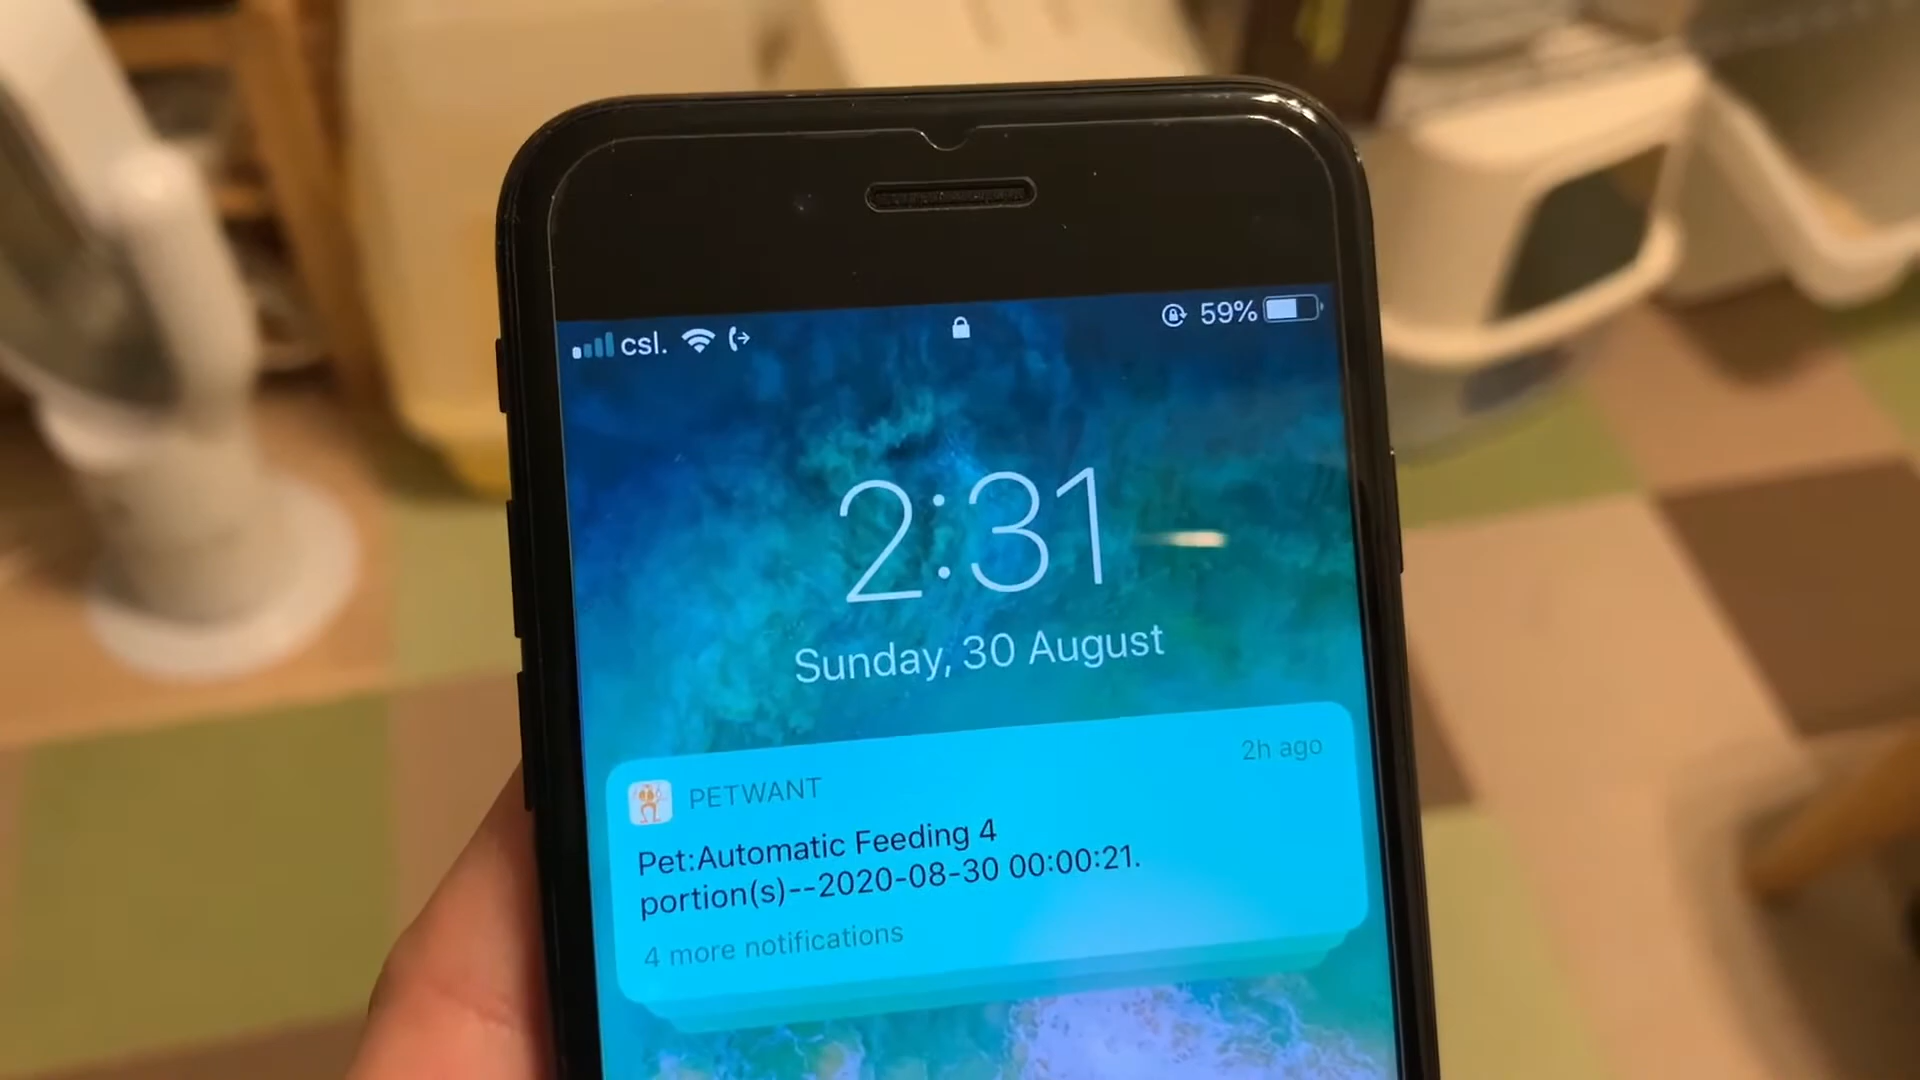 csl.
59%
2:31
Sunday, 30 August
PETWANT
2h ago
Pet:Automatic Feeding 4
portion(s)--2020-08-30 00:00:21.
4 more notifications